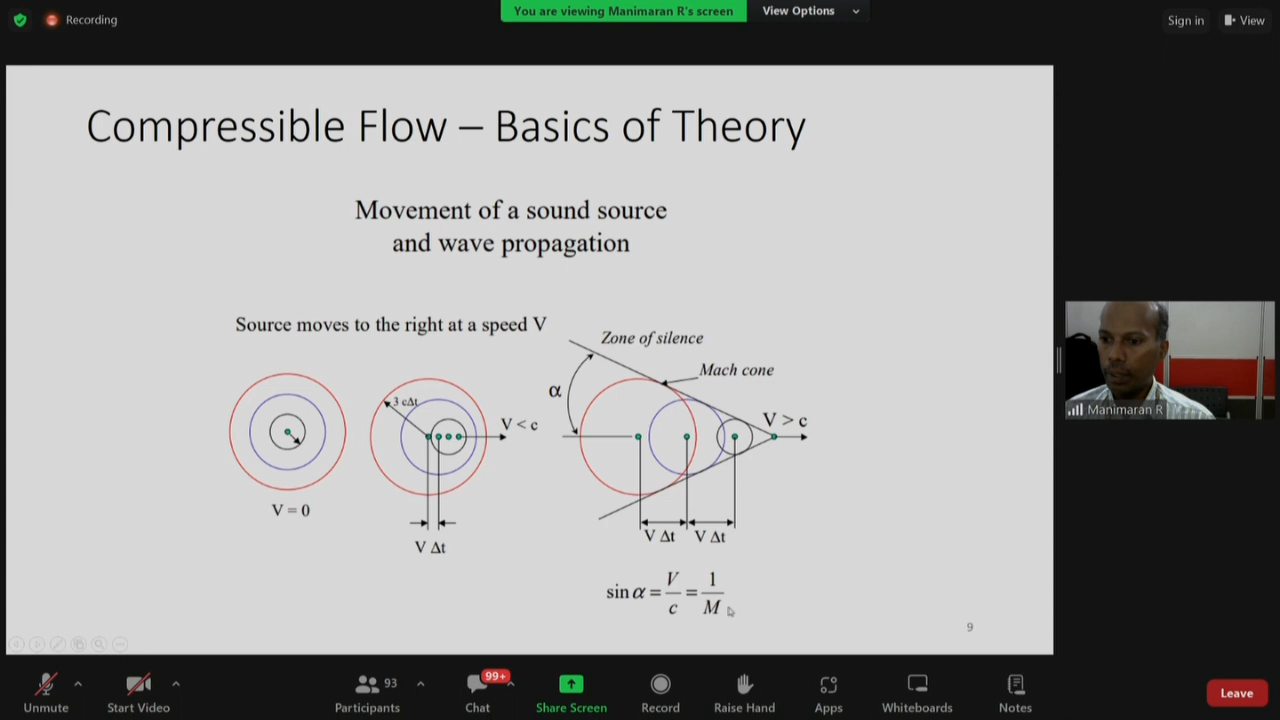 Recording
You are viewing Manimaran R's screen
View Options
Sign in
View
Compressible Flow – Basics of Theory
Movement of a sound source
and wave propagation
Source moves to the right at a speed V
Zone of silence
Mach cone
α
3 cΔt
V < c
V > c
V = 0
V Δt
V Δt
V Δt
sin α = V/c = 1/M
9
Manimaran R
Unmute
Start Video
93
Participants
99+
Chat
Share Screen
Record
Raise Hand
Apps
Whiteboards
Notes
Leave